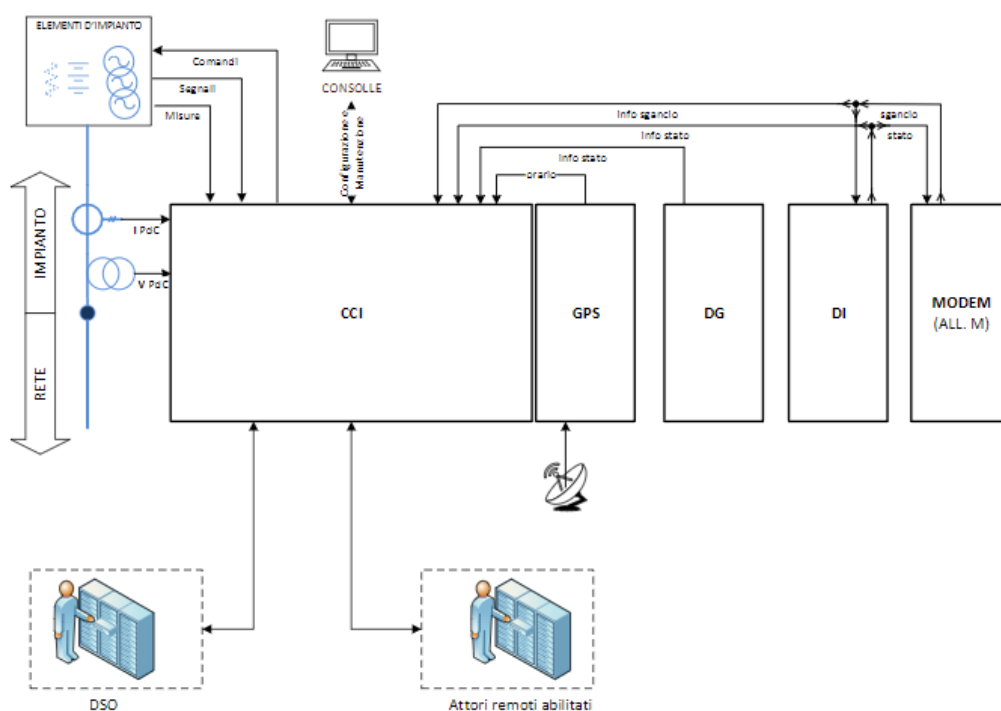 ELEMENTI D'IMPIANTO
Comandi
Segnali
Misure
CONSOLLE
Configurazione e
Manutenzione
Info sgancio
sgancio
Info stato
stato
Info stato
orario
IMPIANTO
RETE
I PdC
V PdC
CCI
GPS
DG
DI
MODEM
(ALL. M)
DSO
Attori remoti abilitati